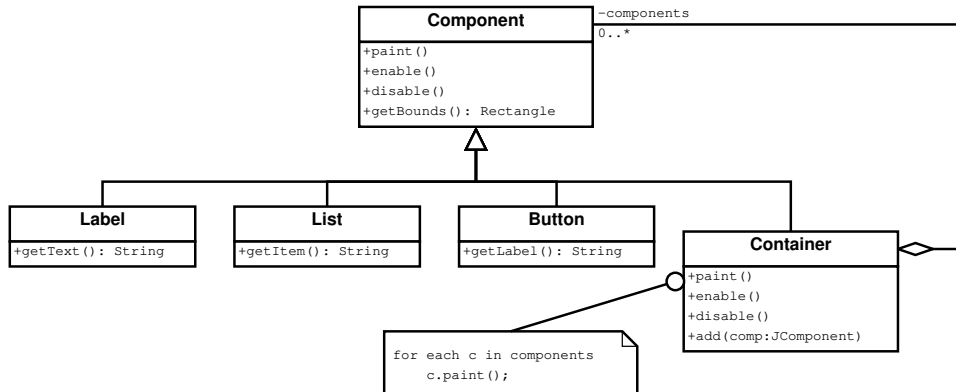 Component
-components
0..*
+paint()
+enable()
+disable()
+getBounds(): Rectangle
Label
+getText(): String
List
+getItem(): String
Button
+getLabel(): String
Container
+paint()
+enable()
+disable()
+add(comp:JComponent)
for each c in components
c.paint();